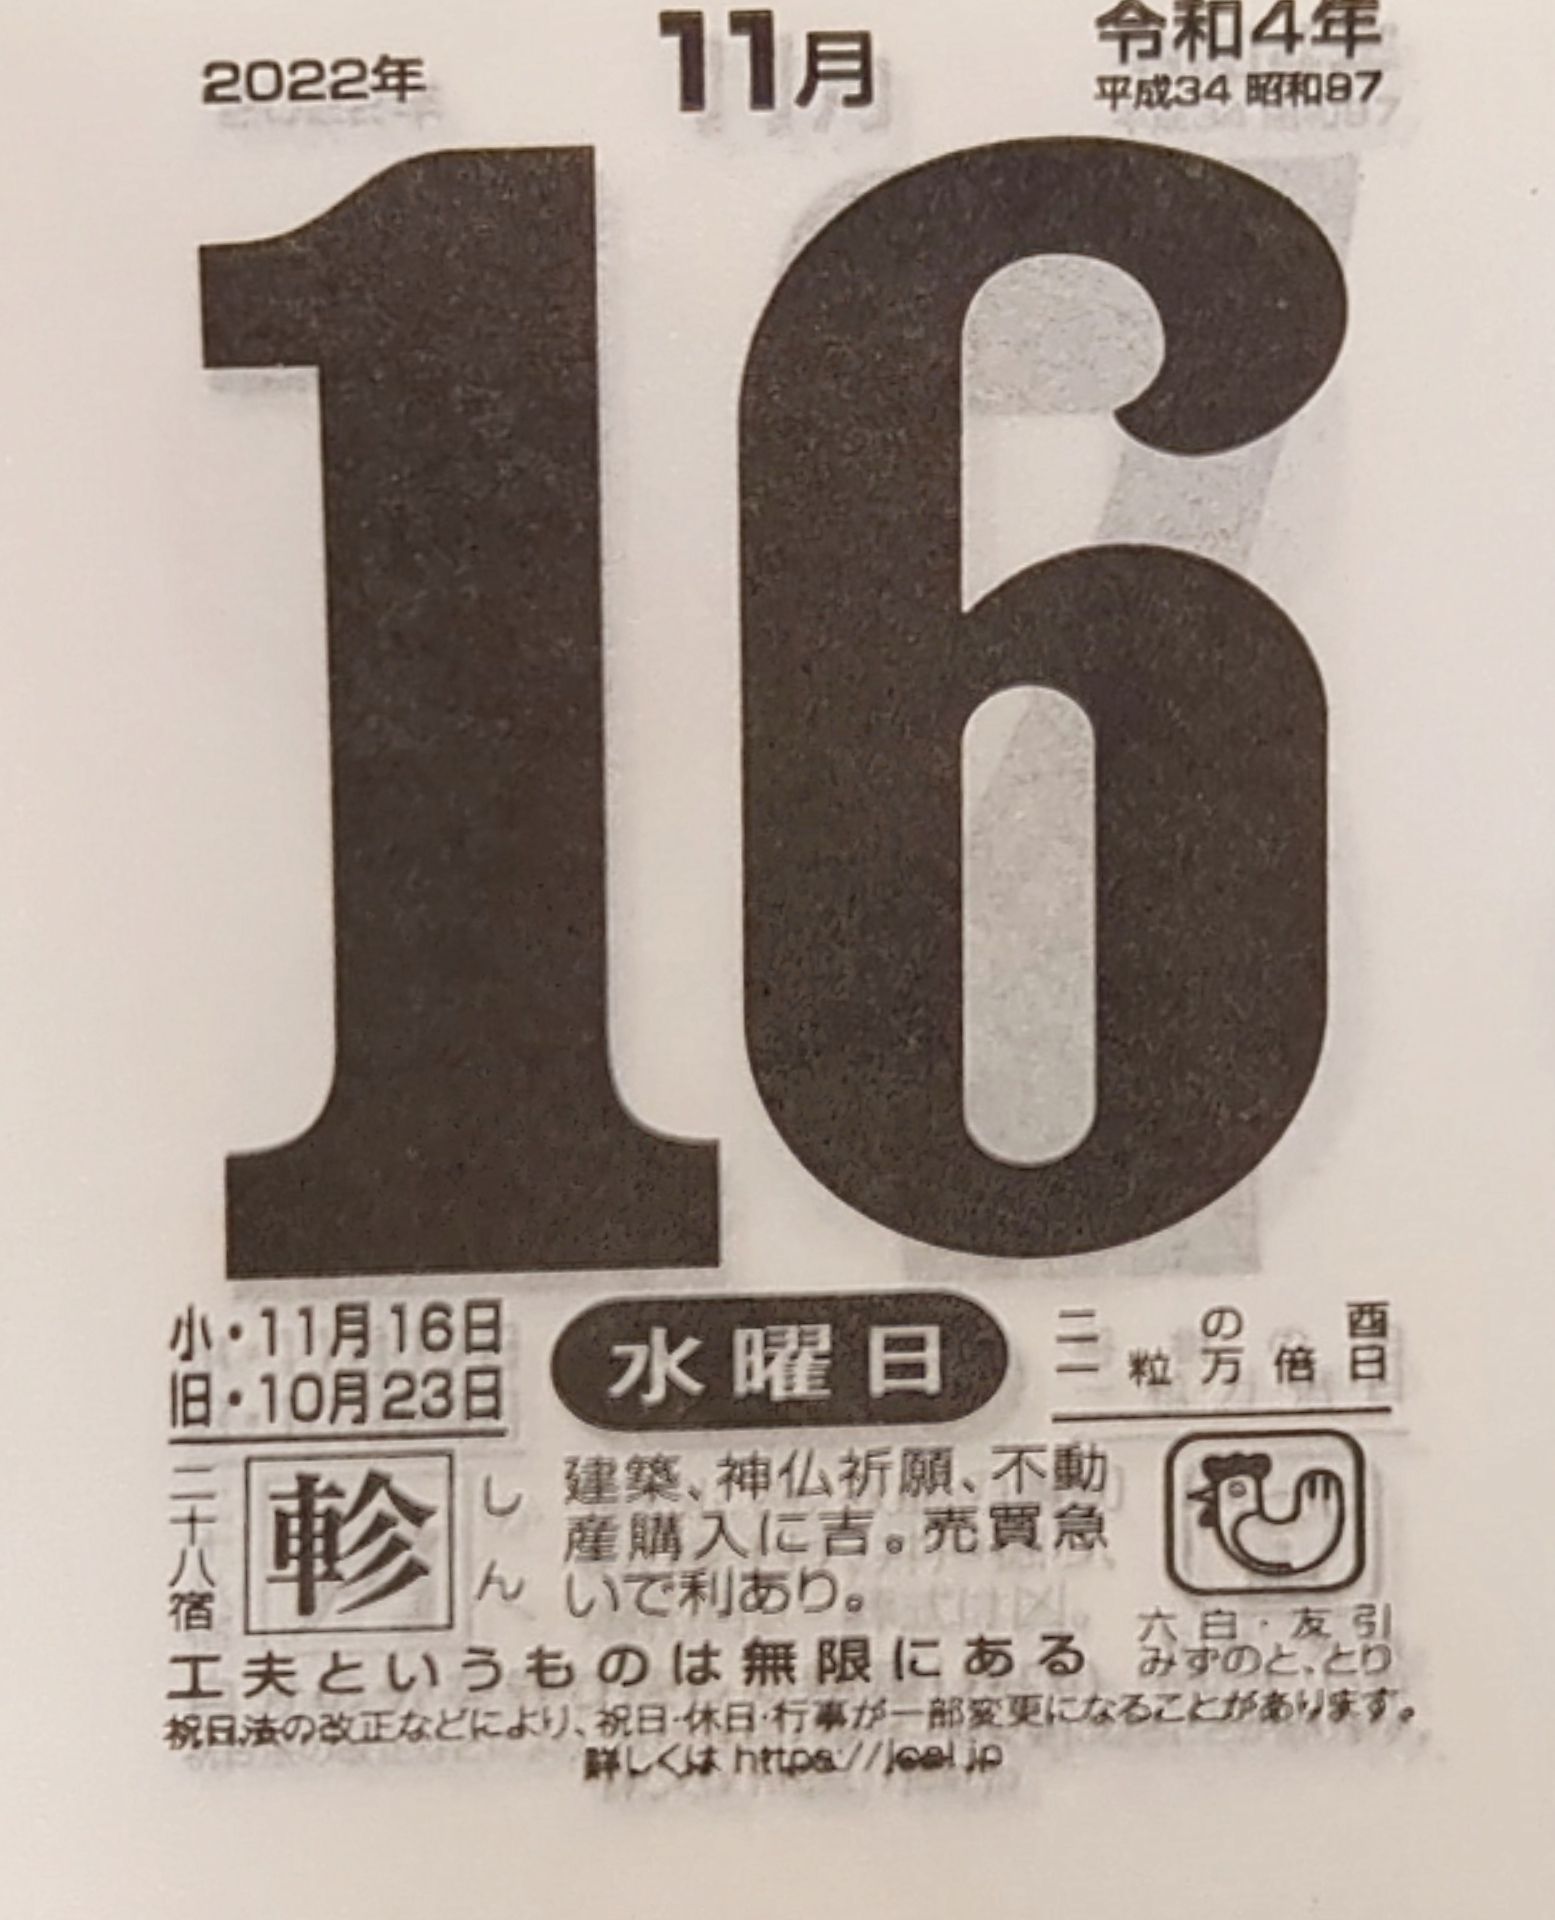 2022年
11月
令和4年
平成34 昭和97
16
小・11月16日
旧・10月23日
水曜日
二の酉
一粒万倍日
二十八宿
軫
しん
建築、神仏祈願、不動
産購入に吉。売買急
いで利あり。
六白・友引
みずのと、とり
工夫というものは無限にある
祝日法の改正などにより、祝日・休日・行事が一部変更になることがあります。
詳しくは https://jcal.jp